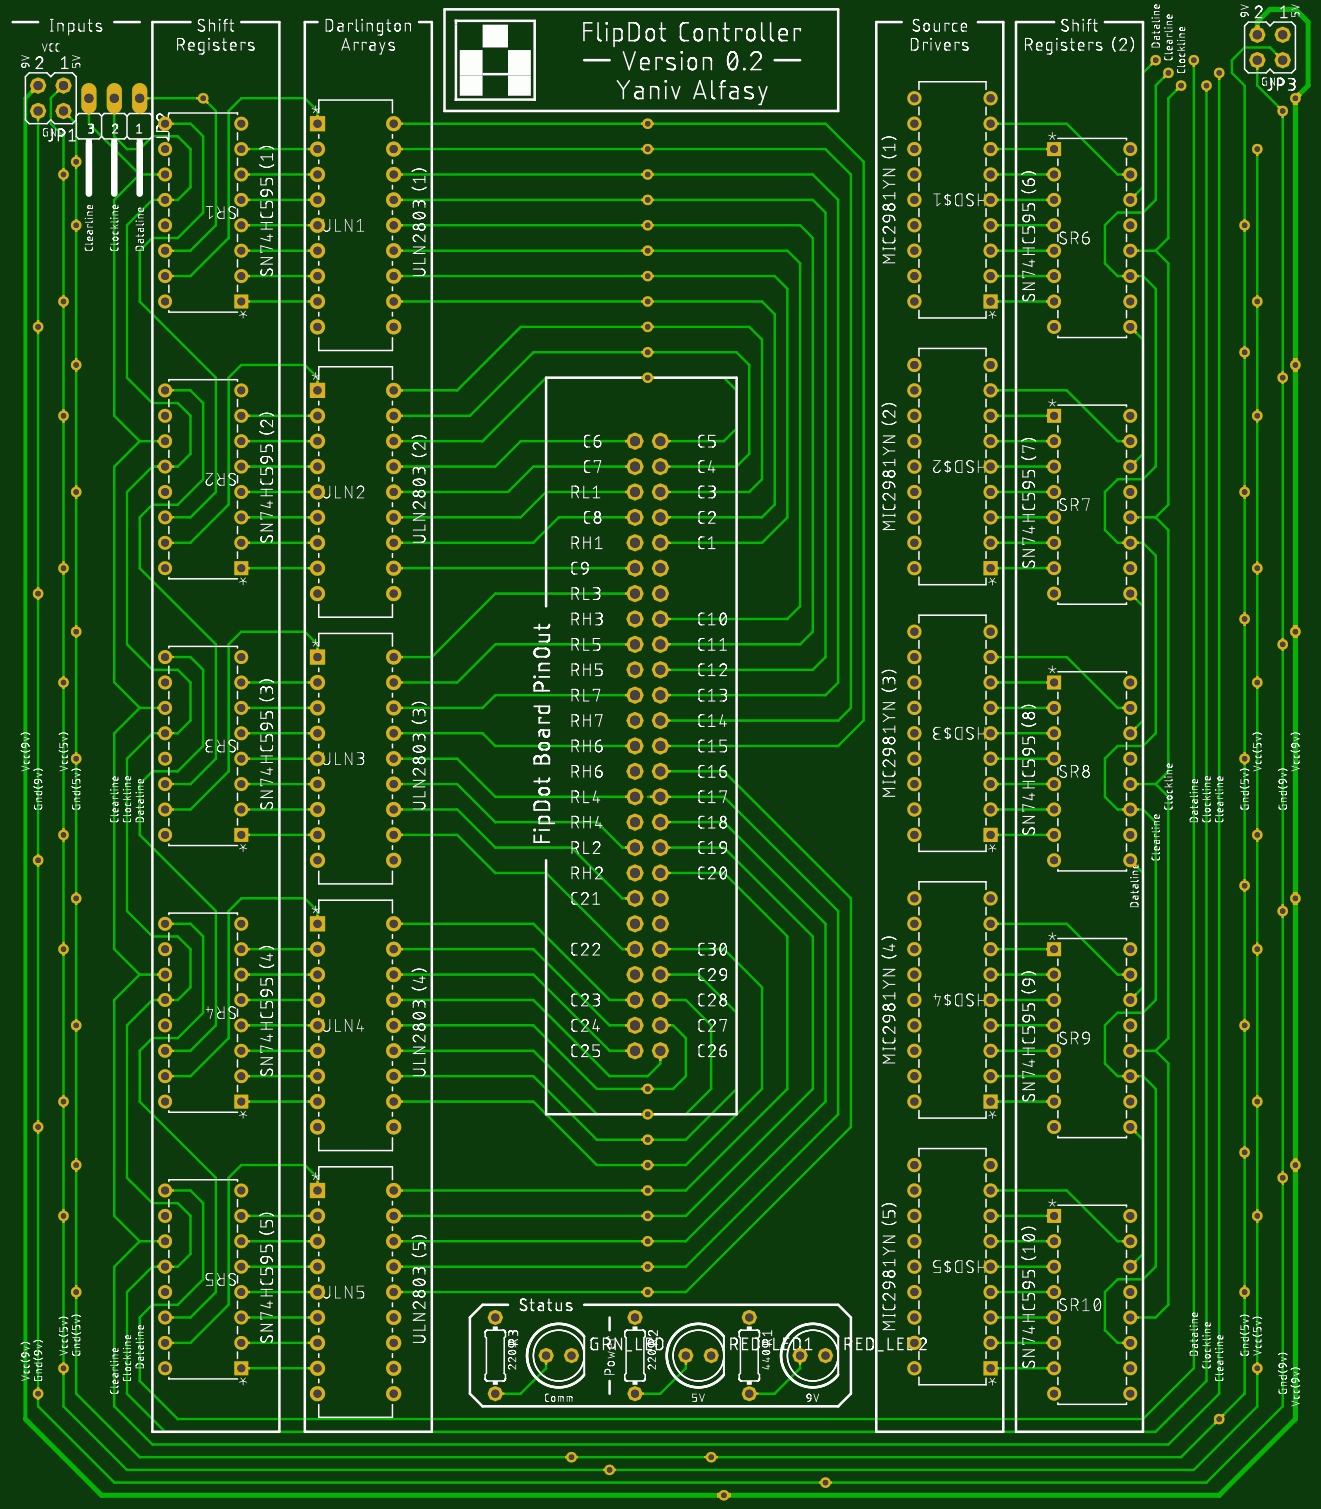 Inputs
Shift
Registers
Darlington
Arrays
FlipDot Controller
Version 0.2
Yaniv Alfasy
Source
Drivers
Shift
Registers (2)
VCC
9V 2 1 5V
GND
JP1
3 2 1
JP2
Clearline
Clockline
Dataline
Dataline
Clearline
Clockline
9V 2 1 5V
GND
JP3
SR1
SN74HC595 (1)
ULN1
ULN2803 (1)
MIC2981YN (1)
HSD$1
SN74HC595 (6)
SR6
SR2
SN74HC595 (2)
ULN2
ULN2803 (2)
MIC2981YN (2)
HSD$2
SN74HC595 (7)
SR7
SR3
SN74HC595 (3)
ULN3
ULN2803 (3)
MIC2981YN (3)
HSD$3
SN74HC595 (8)
SR8
SR4
SN74HC595 (4)
ULN4
ULN2803 (4)
MIC2981YN (4)
HSD$4
SN74HC595 (9)
SR9
SR5
SN74HC595 (5)
ULN5
ULN2803 (5)
MIC2981YN (5)
HSD$5
SN74HC595 (10)
SR10
FlipDot Board PinOut
C6 C5
C7 C4
RL1 C3
C8 C2
RH1 C1
C9
RL3
RH3 C10
RL5 C11
RH5 C12
RL7 C13
RH7 C14
RH6 C15
RH6 C16
RL4 C17
RH4 C18
RL2 C19
RH2 C20
C21
C22 C30
C29
C23 C28
C24 C27
C25 C26
Vcc(9v)
Gnd(9v)
Vcc(5v)
Gnd(5v)
Clearline
Clockline
Dataline
Clockline
Clearline
Dataline
Dataline
Clockline
Clearline
Gnd(5v)
Vcc(5v)
Gnd(9v)
Vcc(9v)
Vcc(9v)
Gnd(9v)
Vcc(5v)
Gnd(5v)
Clearline
Clockline
Dataline
Dataline
Clockline
Clearline
Gnd(5v)
Vcc(5v)
Gnd(9v)
Vcc(9v)
Status
GRN_LED
Power
RED_LED1
RED_LED2
Comm
5V
9V